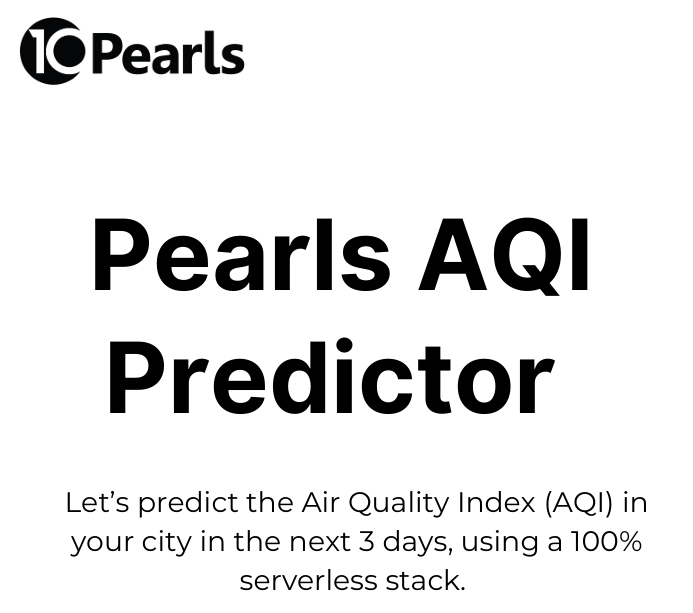 10Pearls
Pearls AQI
Predictor
Let’s predict the Air Quality Index (AQI) in
your city in the next 3 days, using a 100%
serverless stack.